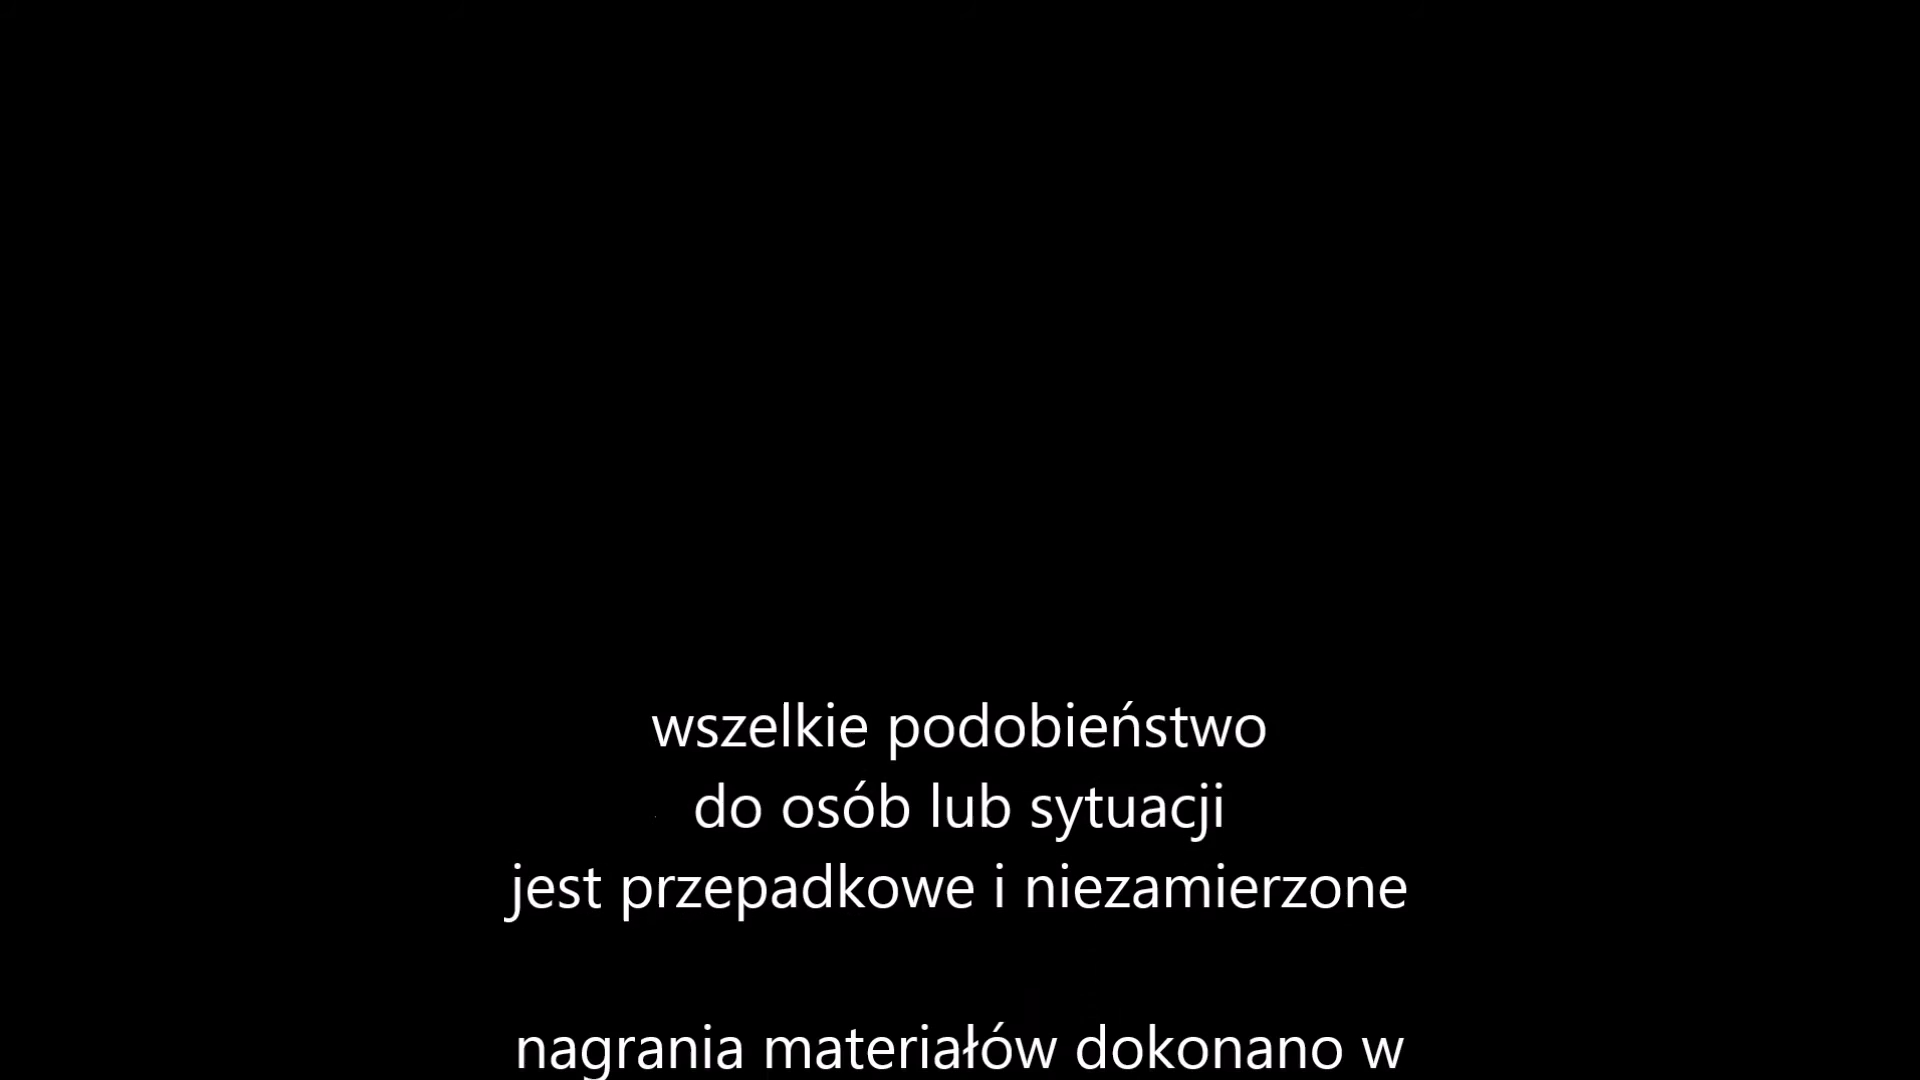 wszelkie podobieństwo
do osób lub sytuacji
jest przepadkowe i niezamierzone
nagrania materiałów dokonano w